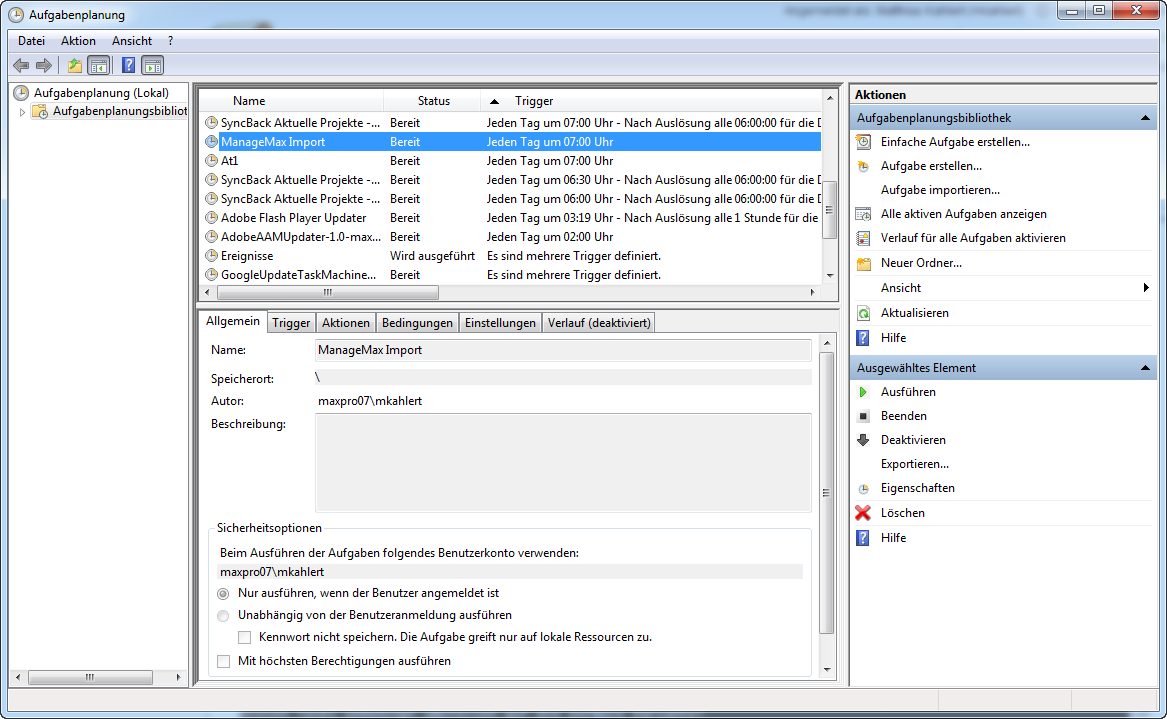 Aufgabenplanung
Datei Aktion Ansicht ?
Aufgabenplanung (Lokal)
Aufgabenplanungsbibliot
Name Status Trigger
SyncBack Aktuelle Projekte -... Bereit Jeden Tag um 07:00 Uhr - Nach Auslösung alle 06:00:00 für die D
ManageMax Import Bereit Jeden Tag um 07:00 Uhr
At1 Bereit Jeden Tag um 07:00 Uhr
SyncBack Aktuelle Projekte -... Bereit Jeden Tag um 06:30 Uhr - Nach Auslösung alle 06:00:00 für die D
SyncBack Aktuelle Projekte -... Bereit Jeden Tag um 06:00 Uhr - Nach Auslösung alle 06:00:00 für die D
Adobe Flash Player Updater Bereit Jeden Tag um 03:19 Uhr - Nach Auslösung alle 1 Stunde für die
AdobeAAMUpdater-1.0-max... Bereit Jeden Tag um 02:00 Uhr
Ereignisse Wird ausgeführt Es sind mehrere Trigger definiert.
GoogleUpdateTaskMachine... Bereit Es sind mehrere Trigger definiert.
Allgemein Trigger Aktionen Bedingungen Einstellungen Verlauf (deaktiviert)
Name: ManageMax Import
Speicherort: \
Autor: maxpro07\mkahlert
Beschreibung:
Sicherheitsoptionen
Beim Ausführen der Aufgaben folgendes Benutzerkonto verwenden:
maxpro07\mkahlert
Nur ausführen, wenn der Benutzer angemeldet ist
Unabhängig von der Benutzeranmeldung ausführen
Kennwort nicht speichern. Die Aufgabe greift nur auf lokale Ressourcen zu.
Mit höchsten Berechtigungen ausführen
Aktionen
Aufgabenplanungsbibliothek
Einfache Aufgabe erstellen...
Aufgabe erstellen...
Aufgabe importieren...
Alle aktiven Aufgaben anzeigen
Verlauf für alle Aufgaben aktivieren
Neuer Ordner...
Ansicht
Aktualisieren
Hilfe
Ausgewähltes Element
Ausführen
Beenden
Deaktivieren
Exportieren...
Eigenschaften
Löschen
Hilfe